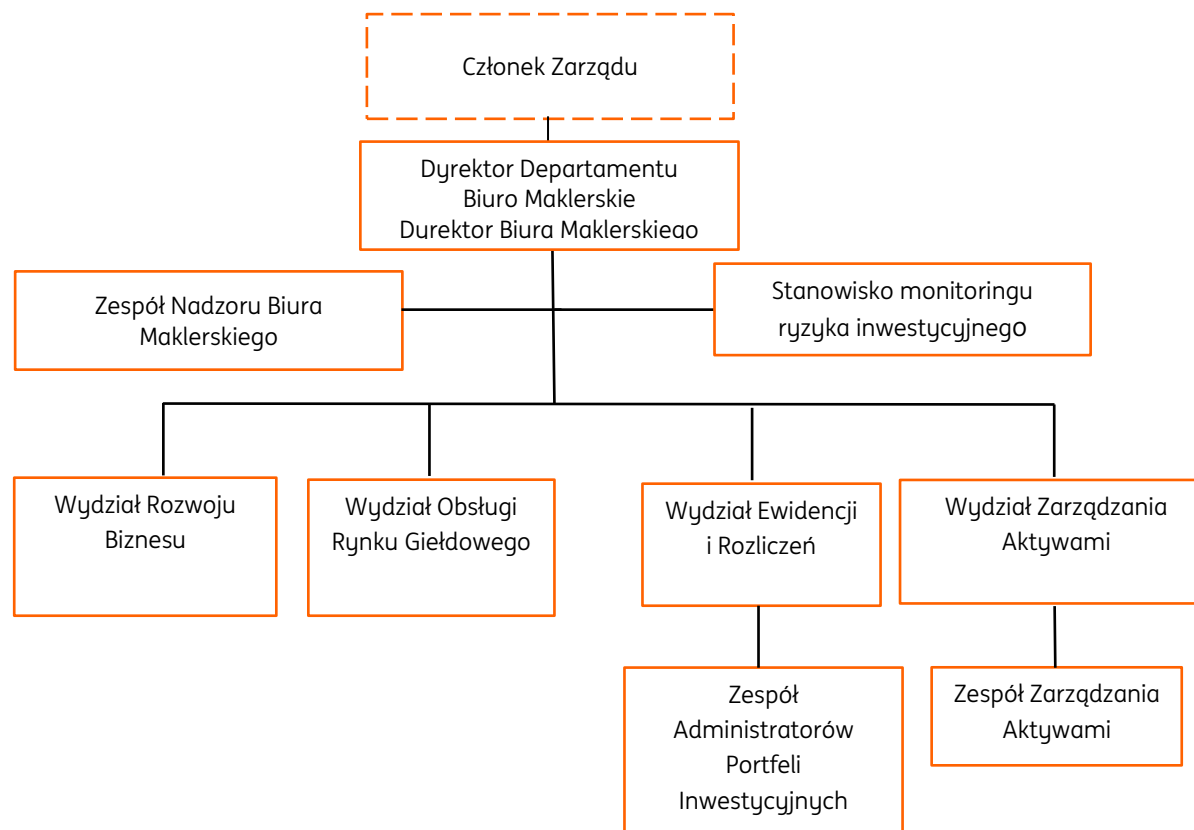 Członek Zarządu
Dyrektor Departamentu
Biuro Maklerskie
Dyrektor Biura Maklerskiego
Zespół Nadzoru Biura
Maklerskiego
Stanowisko monitoringu
ryzyka inwestycyjnego
Wydział Rozwoju
Biznesu
Wydział Obsługi
Rynku Giełdowego
Wydział Ewidencji
i Rozliczeń
Wydział Zarządzania
Aktywami
Zespół
Administratorów
Portfeli
Inwestycyjnych
Zespół Zarządzania
Aktywami